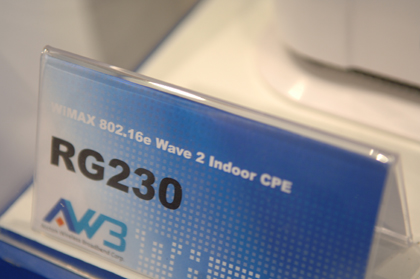 WiMAX 802.16e Wave 2 Indoor CPE
RG230
AWB